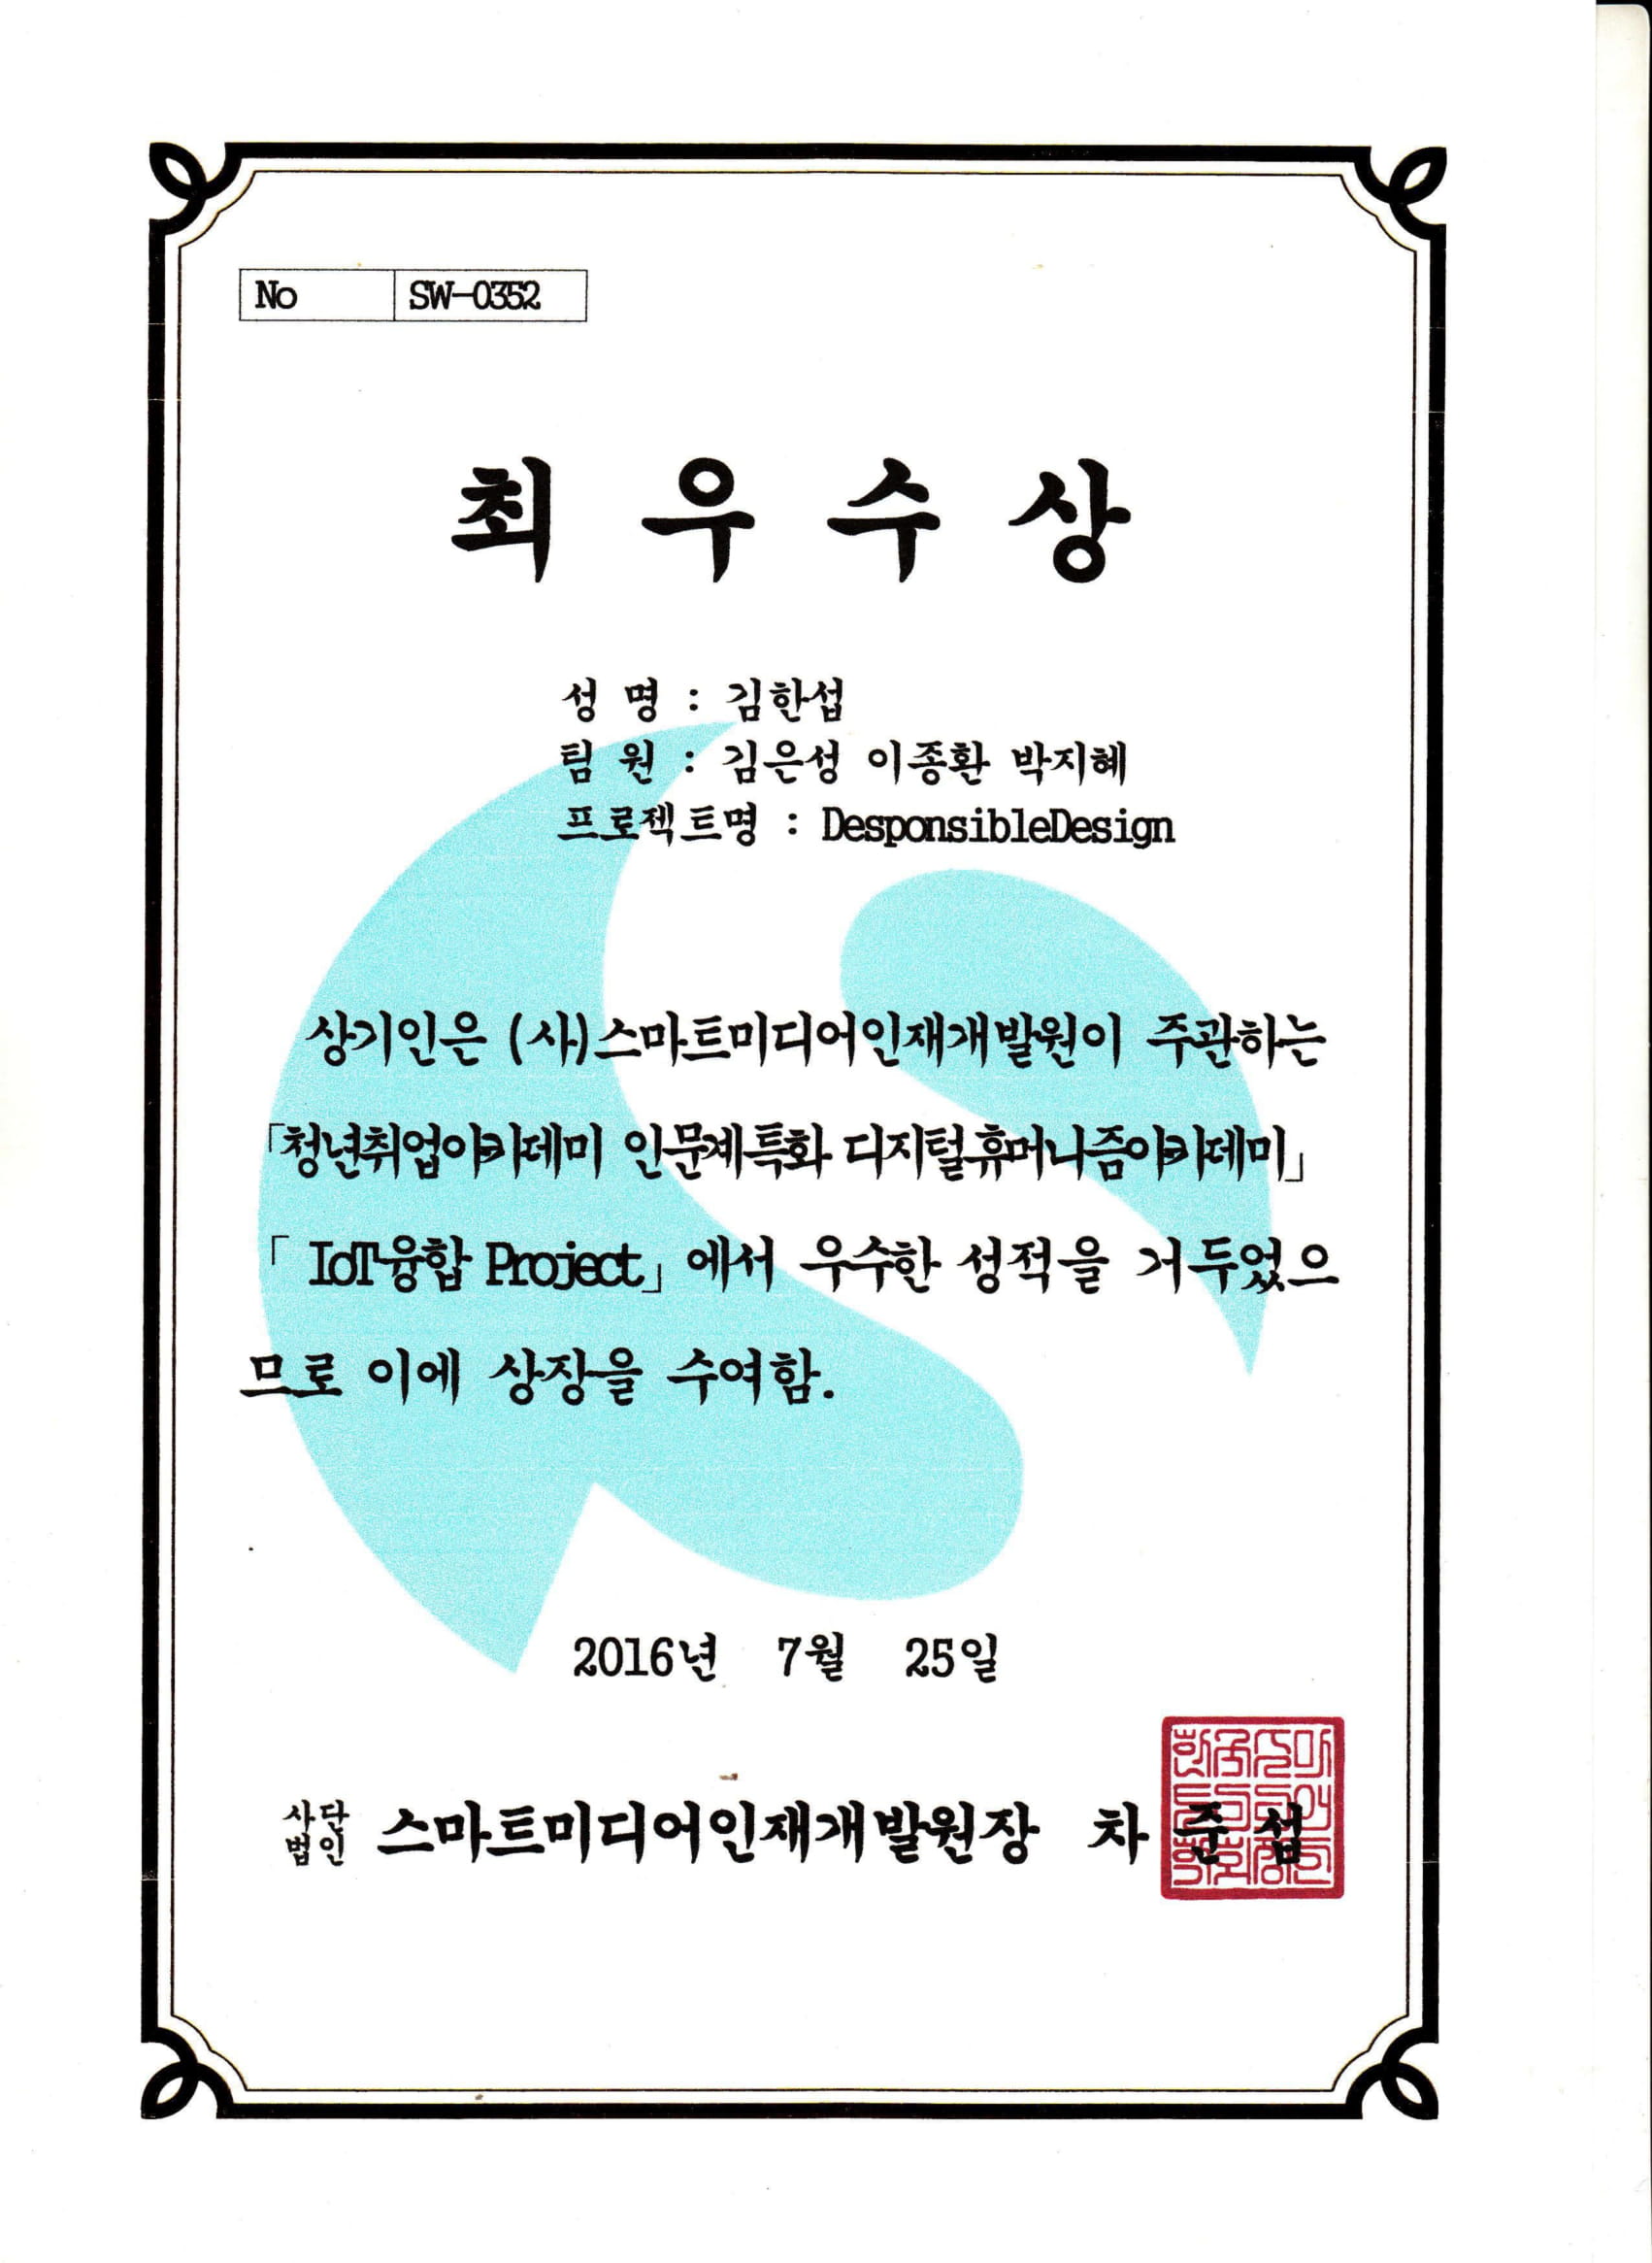 No SW-0352
최 우 수 상
성 명 : 김한섭
팀 원 : 김은성 이종환 박지혜
프로젝트명 : DesponsibleDesign
상기인은 (사)스마트미디어인재개발원이 주관하는
「청년취업아카데미 인문계특화 디지털휴머니즘아카데미」
「 IoT융합 Project」에서 우수한 성적을 거두었으
므로 이에 상장을 수여함.
2016년 7월 25일
사단법인 스마트미디어인재개발원장 차 준 섭